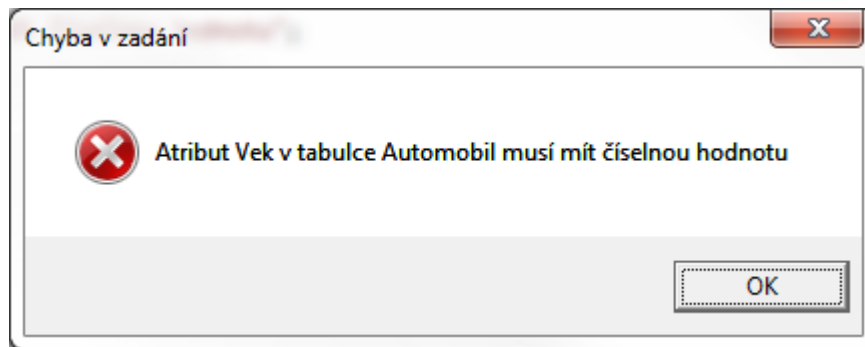 Chyba v zadání
Atribut Vek v tabulce Automobil musí mít číselnou hodnotu
OK